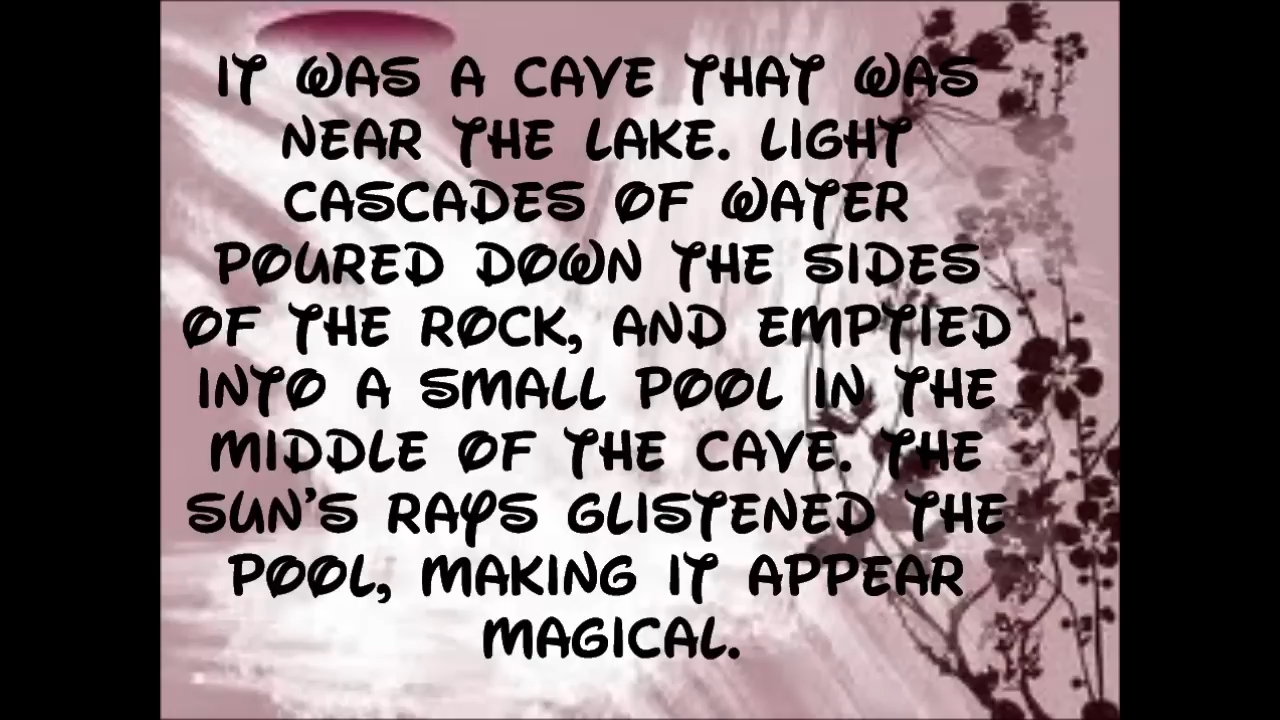 IT WAS A CAVE THAT WAS
NEAR THE LAKE. LIGHT
CASCADES OF WATER
POURED DOWN THE SIDES
OF THE ROCK, AND EMPTIED
INTO A SMALL POOL IN THE
MIDDLE OF THE CAVE. THE
SUN'S RAYS GLISTENED THE
POOL, MAKING IT APPEAR
MAGICAL.